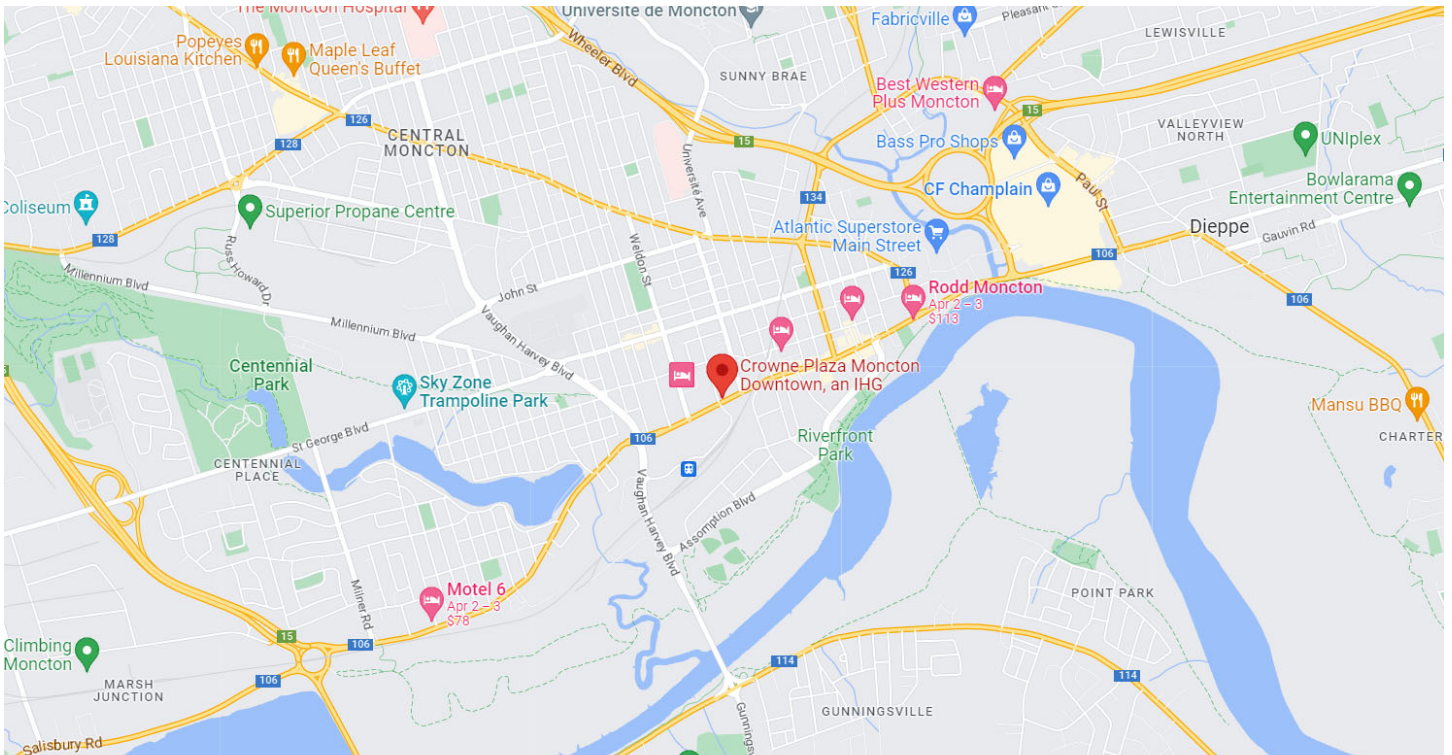 The Moncton Hospital
Université de Moncton
Fabricville
Pleasant
Popeyes
Louisiana Kitchen
Maple Leaf
Queen's Buffet
Wheeler Blvd
SUNNY BRAE
LEWISVILLE
Best Western
Plus Moncton
15
126
128
CENTRAL
MONCTON
15
Bass Pro Shops
VALLEYVIEW
NORTH
UNIplex
Université Ave
CF Champlain
Paul St
Bowlarama
Entertainment Centre
Coliseum
Superior Propane Centre
134
Atlantic Superstore
Main Street
Dieppe
Gauvin Rd
128
Russ Howard Dr
Weldon St
106
126
Millennium Blvd
John St
Rodd Moncton
Apr 2 – 3
$113
106
Millennium Blvd
Vaughan Harvey Blvd
Centennial
Park
Sky Zone
Trampoline Park
Crowne Plaza Moncton
Downtown, an IHG
Mansu BBQ
St George Blvd
106
Riverfront
Park
CHARTER
CENTENNIAL
PLACE
Vaughan Harvey Blvd
Assomption Blvd
Motel 6
Apr 2 – 3
$78
Milner Rd
POINT PARK
15
106
Climbing
Moncton
114
114
MARSH
JUNCTION
106
GUNNINGSVILLE
Gunnings
Salisbury Rd